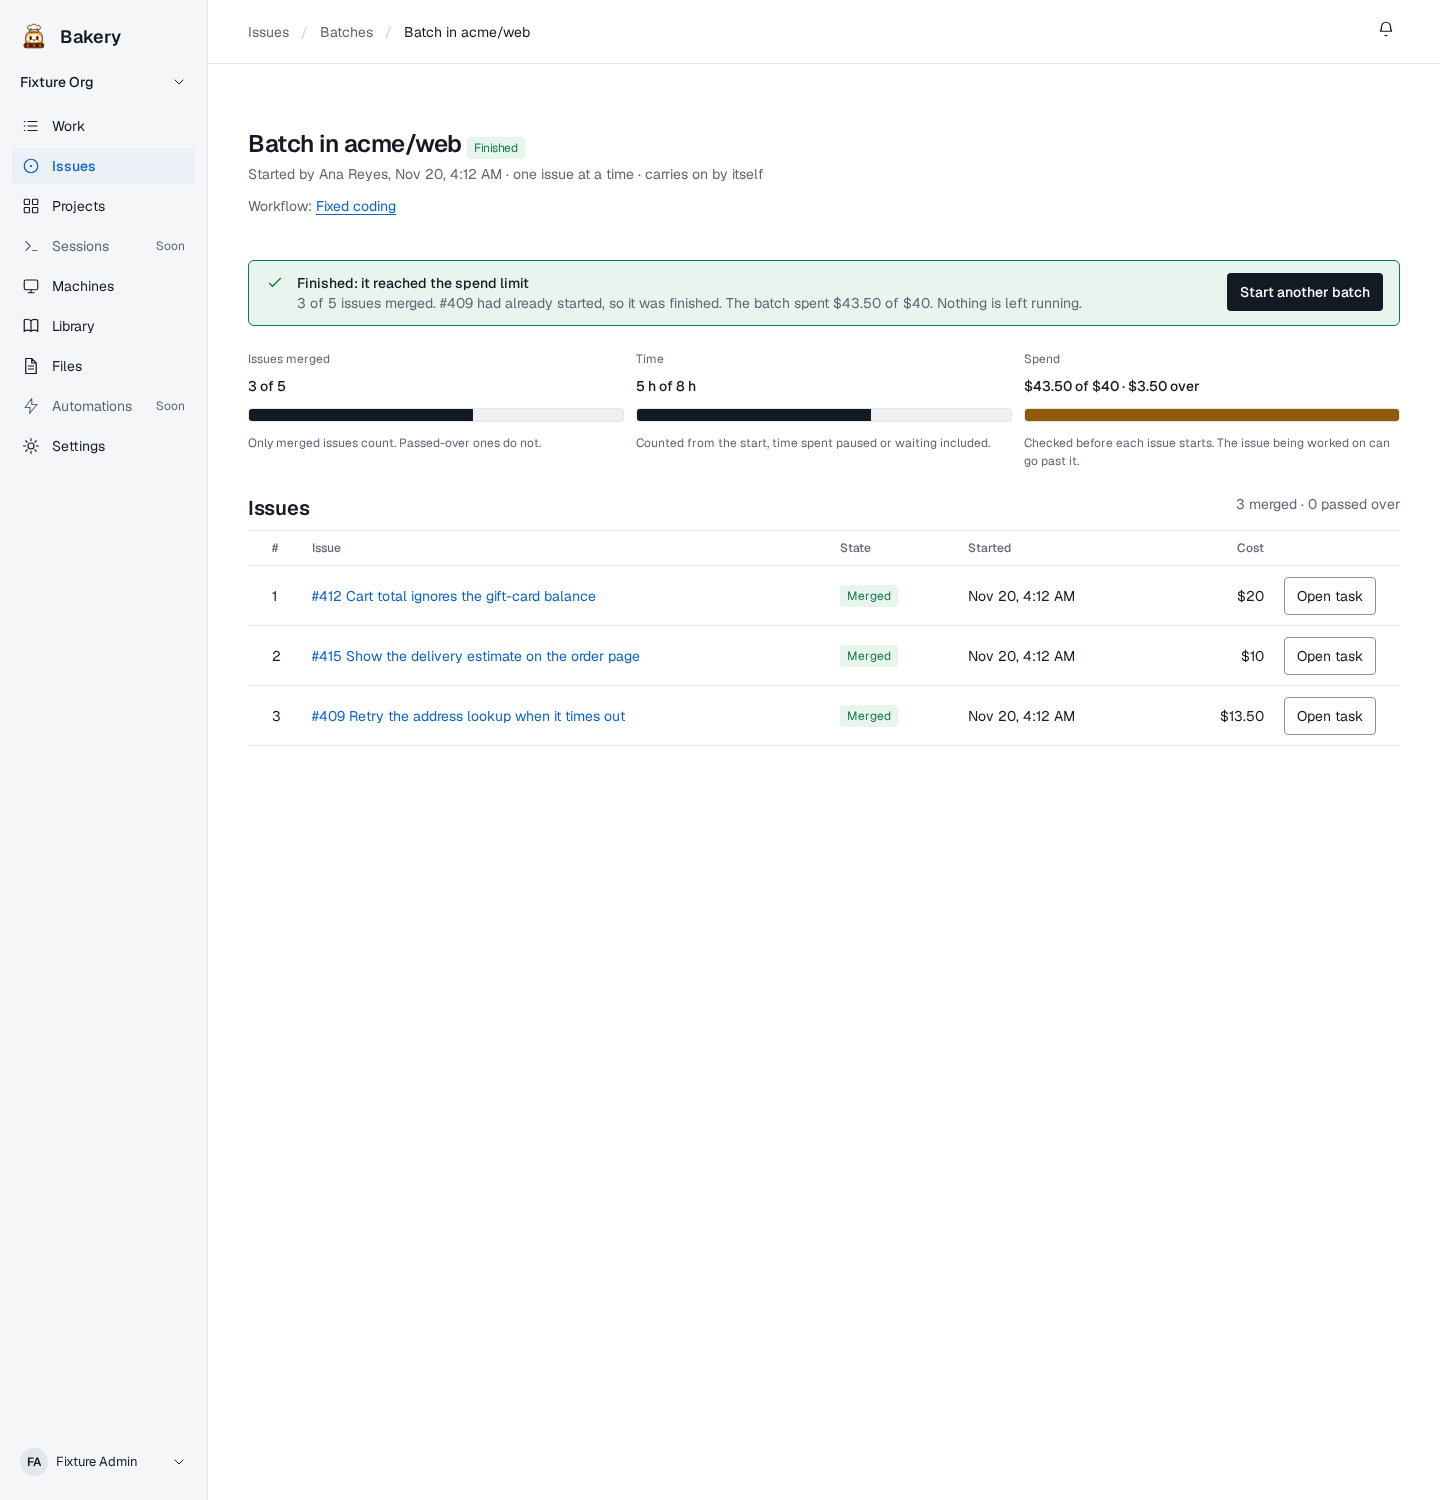 Bakery
Fixture Org
Work
Issues
Projects
Sessions Soon
Machines
Library
Files
Automations Soon
Settings
FA Fixture Admin
Issues / Batches / Batch in acme/web
Batch in acme/web Finished
Started by Ana Reyes, Nov 20, 4:12 AM · one issue at a time · carries on by itself
Workflow: Fixed coding
Finished: it reached the spend limit
3 of 5 issues merged. #409 had already started, so it was finished. The batch spent $43.50 of $40. Nothing is left running.
Start another batch
Issues merged
3 of 5
Only merged issues count. Passed-over ones do not.
Time
5 h of 8 h
Counted from the start, time spent paused or waiting included.
Spend
$43.50 of $40 · $3.50 over
Checked before each issue starts. The issue being worked on can
go past it.
Issues
3 merged · 0 passed over
# Issue State Started Cost
1 #412 Cart total ignores the gift-card balance Merged Nov 20, 4:12 AM $20 Open task
2 #415 Show the delivery estimate on the order page Merged Nov 20, 4:12 AM $10 Open task
3 #409 Retry the address lookup when it times out Merged Nov 20, 4:12 AM $13.50 Open task